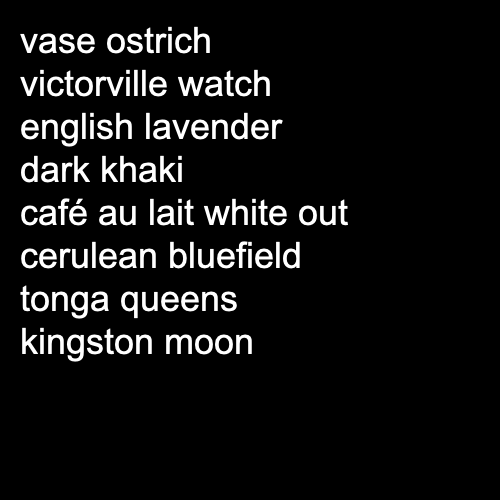 vase ostrich
victorville watch
english lavender
dark khaki
café au lait white out
cerulean bluefield
tonga queens
kingston moon